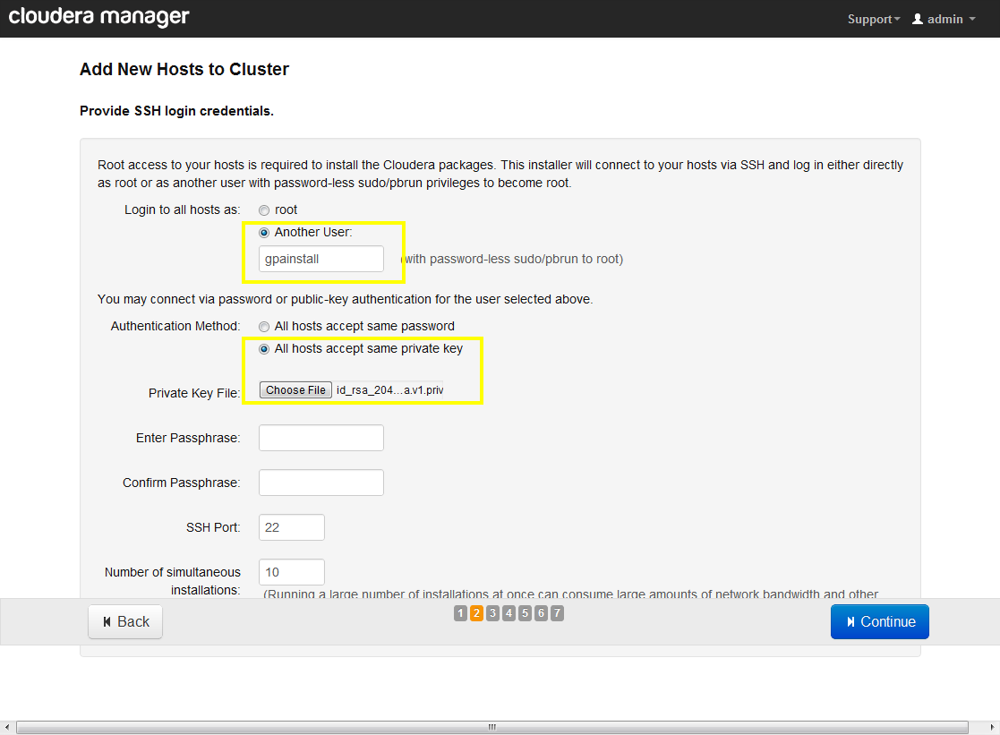 cloudera manager
Support admin
Add New Hosts to Cluster
Provide SSH login credentials.
Root access to your hosts is required to install the Cloudera packages. This installer will connect to your hosts via SSH and log in either directly
as root or as another user with password-less sudo/pbrun privileges to become root.
Login to all hosts as: root
Another User:
gpainstall (with password-less sudo/pbrun to root)
You may connect via password or public-key authentication for the user selected above.
Authentication Method: All hosts accept same password
All hosts accept same private key
Private Key File: Choose File id_rsa_204...a.v1.priv
Enter Passphrase:
Confirm Passphrase:
SSH Port: 22
Number of simultaneous 10
installations: (Running a large number of installations at once can consume large amounts of network bandwidth and other
Back 1 2 3 4 5 6 7 Continue